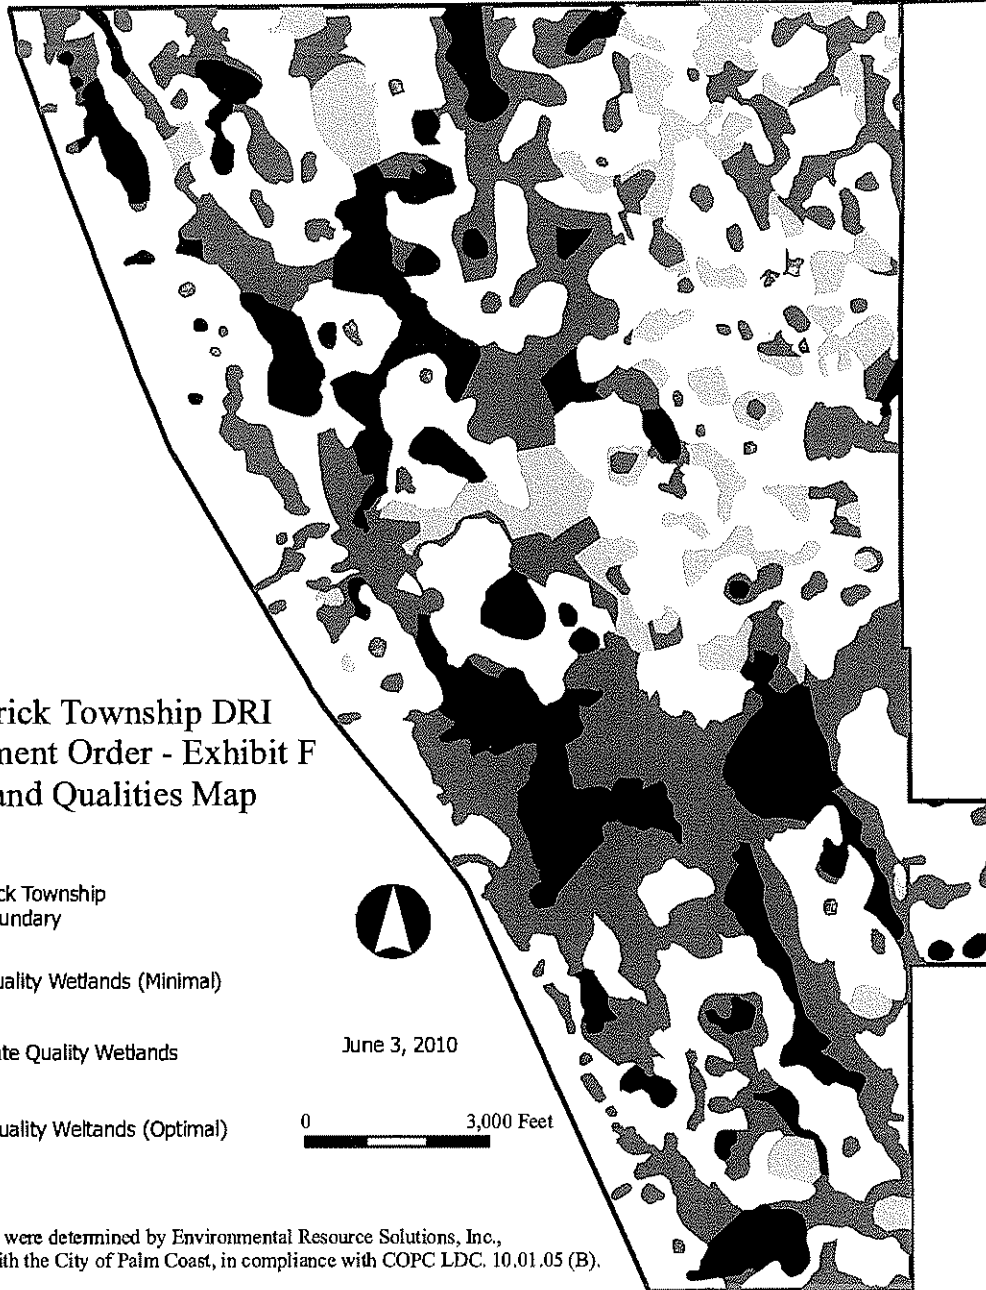 rick Township DRI
ment Order - Exhibit F
and Qualities Map
ck Township
undary
uality Wetlands (Minimal)
te Quality Wetlands
June 3, 2010
uality Weltands (Optimal)
0 3,000 Feet
were determined by Environmental Resource Solutions, Inc.,
ith the City of Palm Coast, in compliance with COPC LDC. 10.01.05 (B).